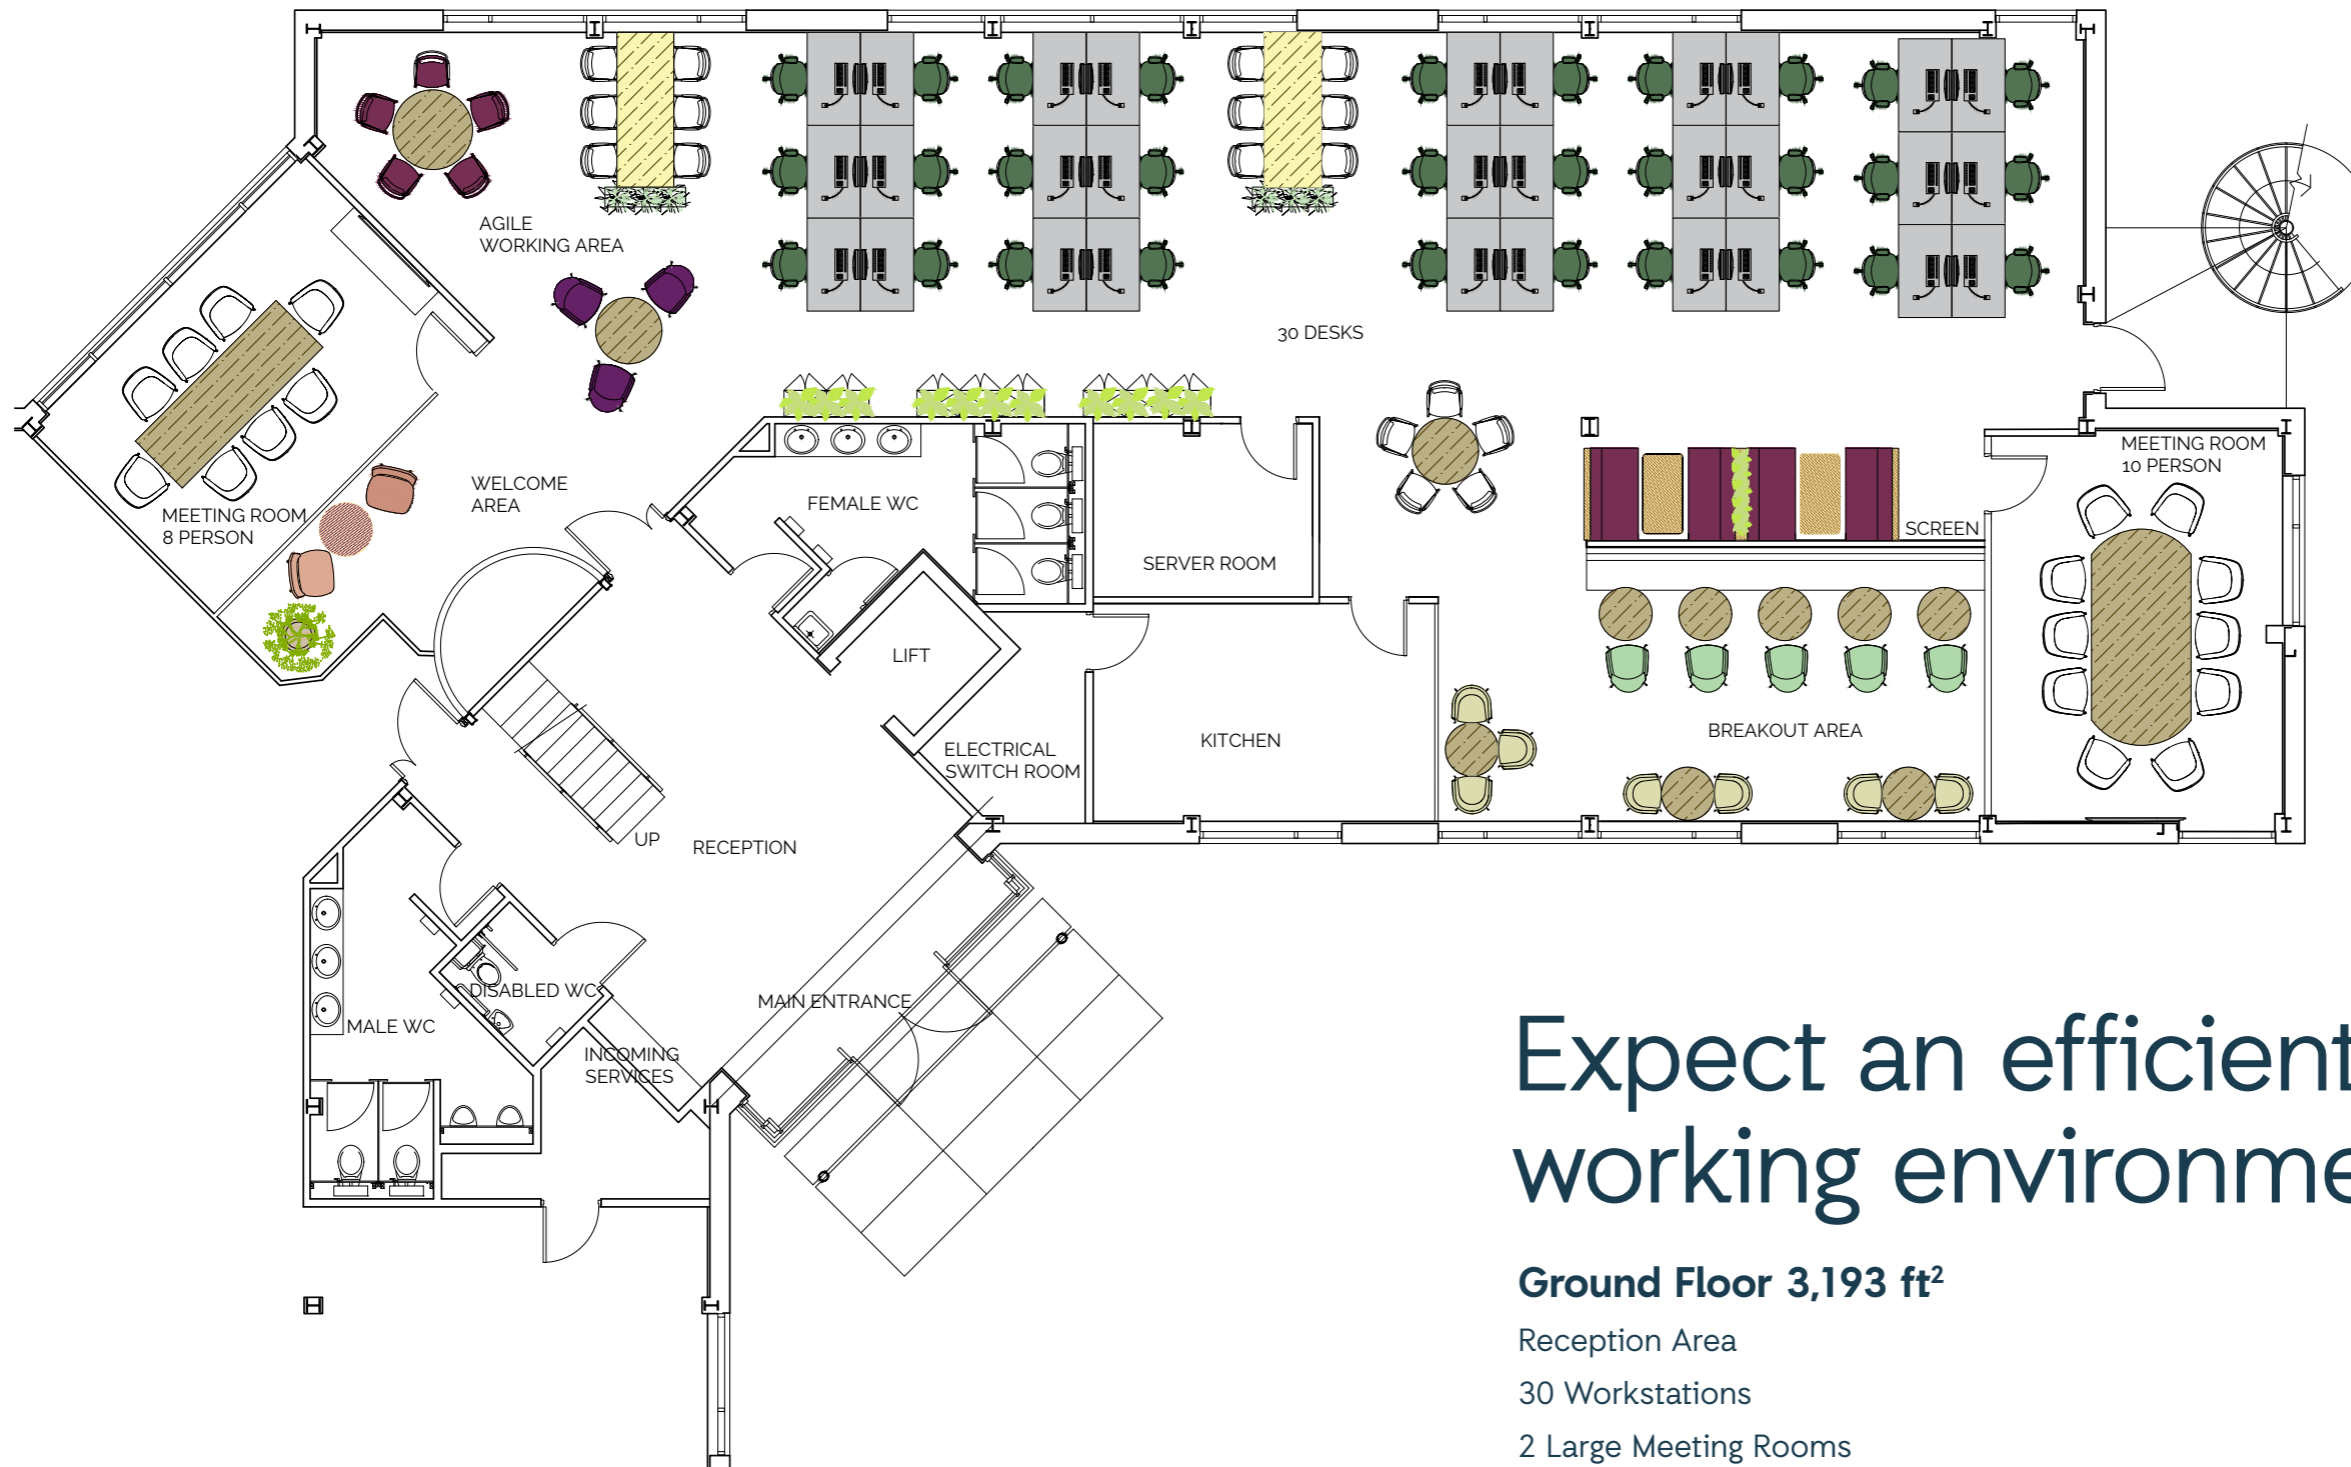 AGILE
WORKING AREA
30 DESKS
MEETING ROOM
10 PERSON
WELCOME
AREA
FEMALE WC
MEETING ROOM
8 PERSON
SCREEN
SERVER ROOM
LIFT
BREAKOUT AREA
KITCHEN
ELECTRICAL
SWITCH ROOM
UP
RECEPTION
DISABLED WC
MAIN ENTRANCE
MALE WC
INCOMING
SERVICES
Expect an efficient
working environme
Ground Floor 3,193 ft²
Reception Area
30 Workstations
2 Large Meeting Rooms